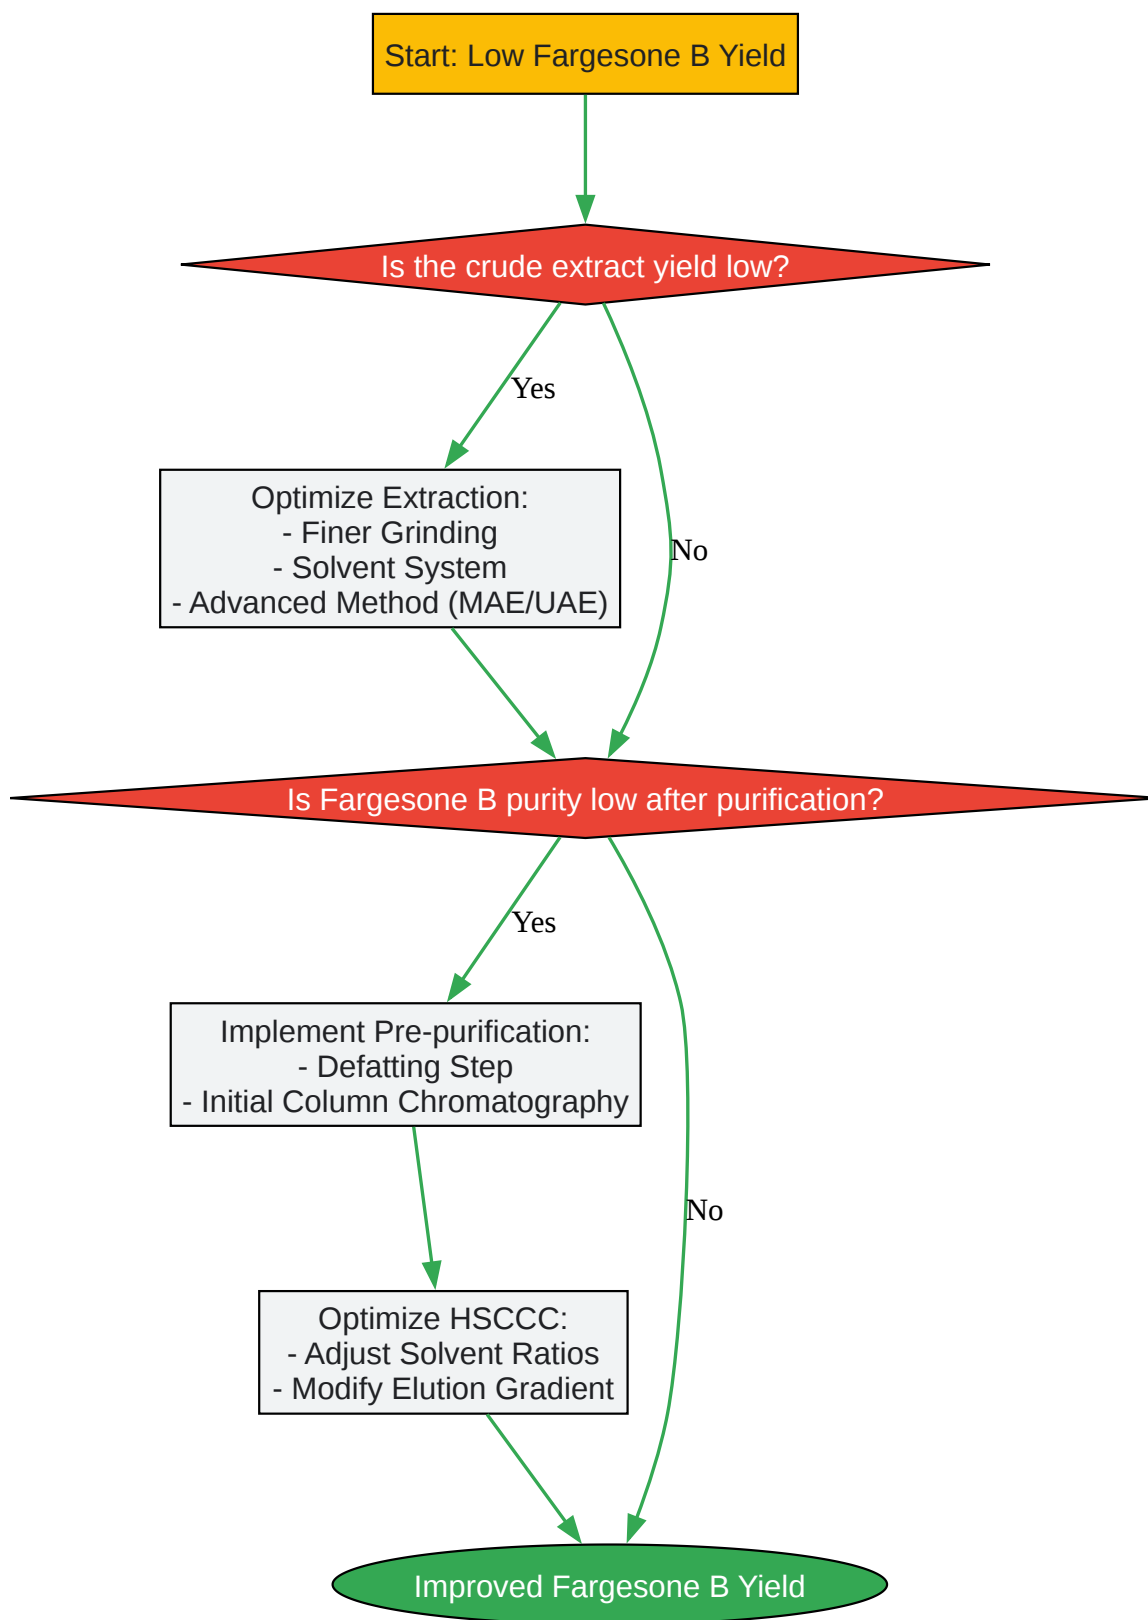 Start: Low Fargesone B Yield
Is the crude extract yield low?
Yes
Optimize Extraction:
- Finer Grinding
- Solvent System
- Advanced Method (MAE/UAE)
No
Is Fargesone B purity low after purification?
Yes
Implement Pre-purification:
- Defatting Step
- Initial Column Chromatography
No
Optimize HSCCC:
- Adjust Solvent Ratios
- Modify Elution Gradient
Improved Fargesone B Yield